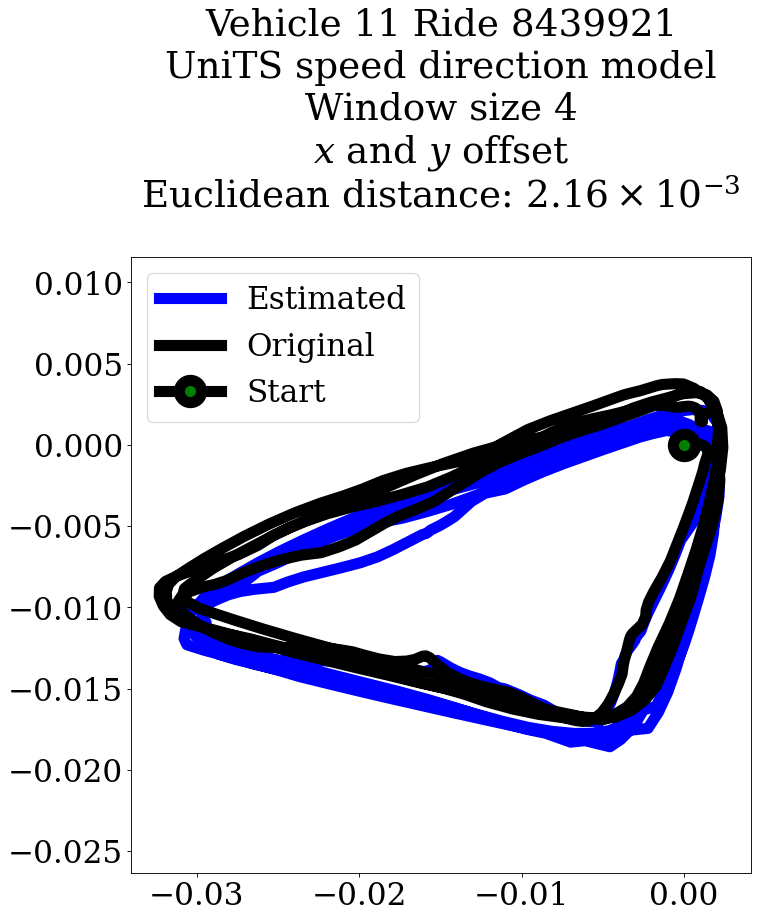 Vehicle 11 Ride 8439921
UniTS speed direction model
Window size 4
x and y offset
Euclidean distance: 2.16 × 10⁻³
Estimated
Original
Start
0.010
0.005
0.000
−0.005
−0.010
−0.015
−0.020
−0.025
−0.03 −0.02 −0.01 0.00